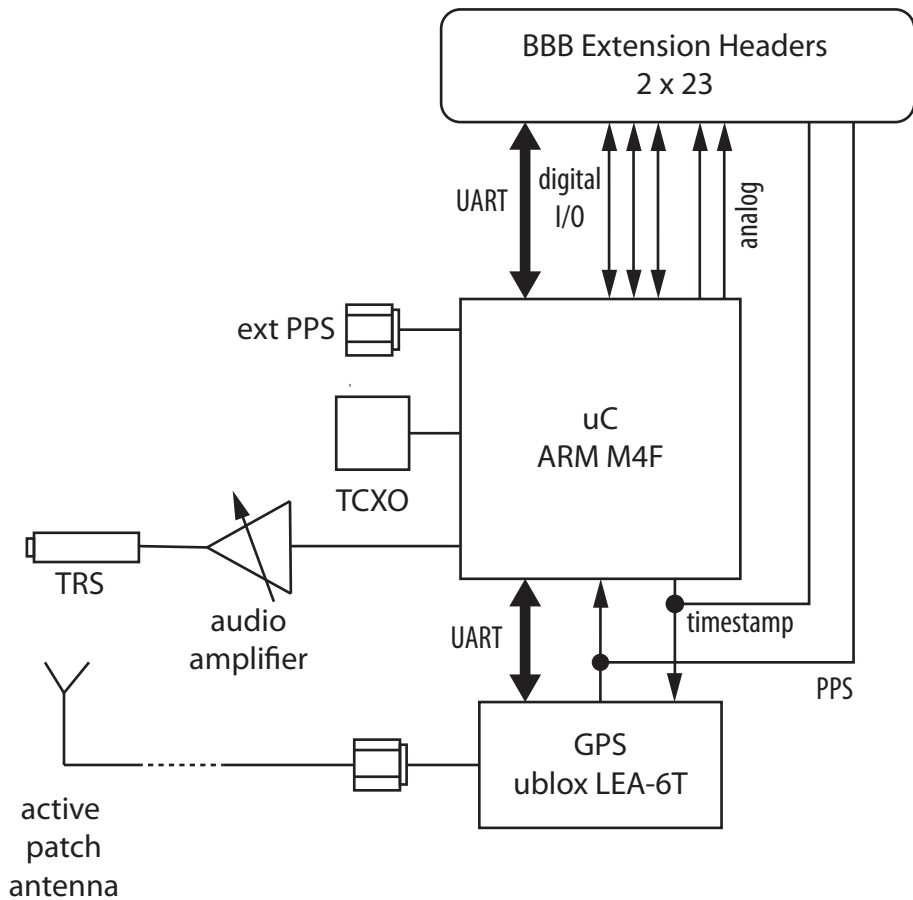 BBB Extension Headers
2 x 23
UART
digital
I/0
analog
ext PPS
uC
ARM M4F
TCXO
TRS
audio
amplifier
UART
timestamp
PPS
GPS
ublox LEA-6T
active
patch
antenna